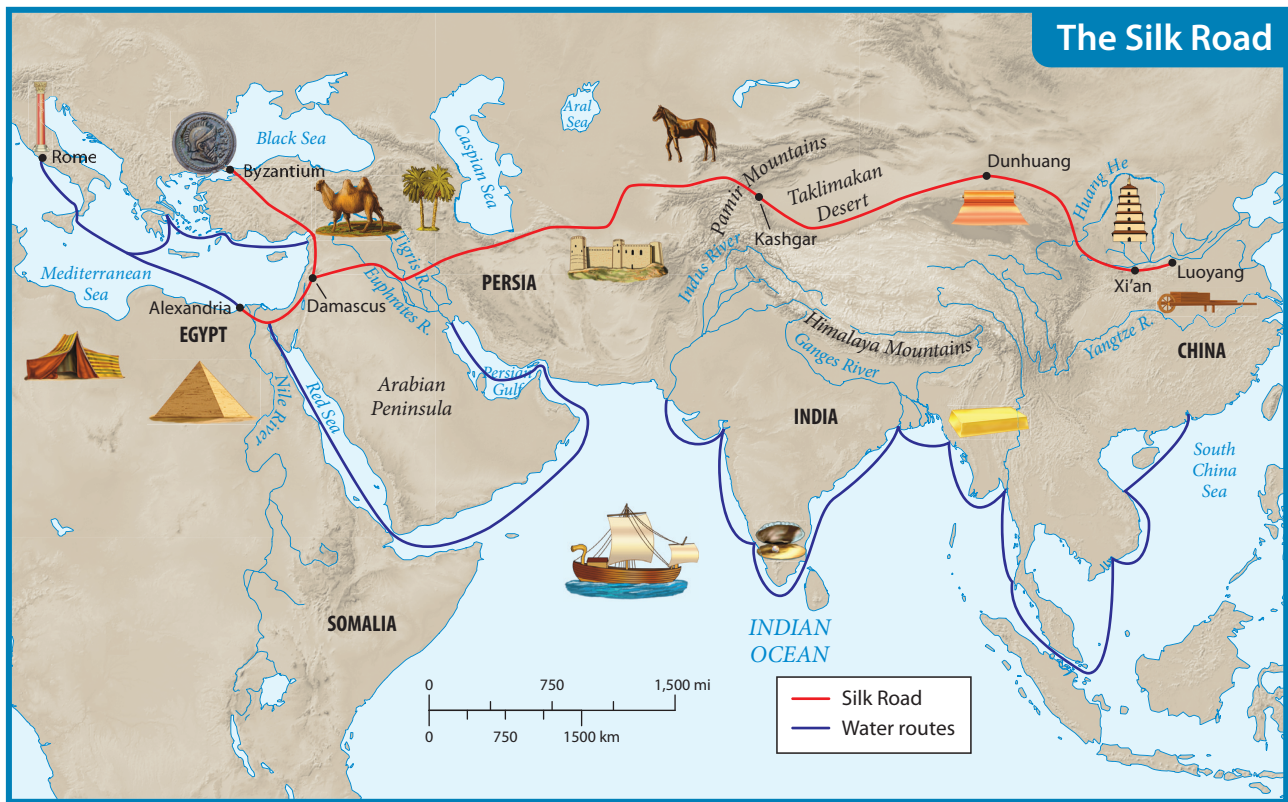 The Silk Road
Rome
Black Sea
Byzantium
Caspian Sea
Aral
Sea
Pamir Mountains
Taklimakan
Desert
Kashgar
Dunhuang
Huang He
Xi'an
Luoyang
Mediterranean
Sea
Alexandria
EGYPT
Damascus
Tigris R.
Euphrates R.
PERSIA
Indus River
Himalaya Mountains
Ganges River
Yangtze R.
CHINA
Nile River
Red Sea
Arabian
Peninsula
Persian
Gulf
INDIA
South
China
Sea
SOMALIA
INDIAN
OCEAN
0 750 1,500 mi
0 750 1500 km
Silk Road
Water routes